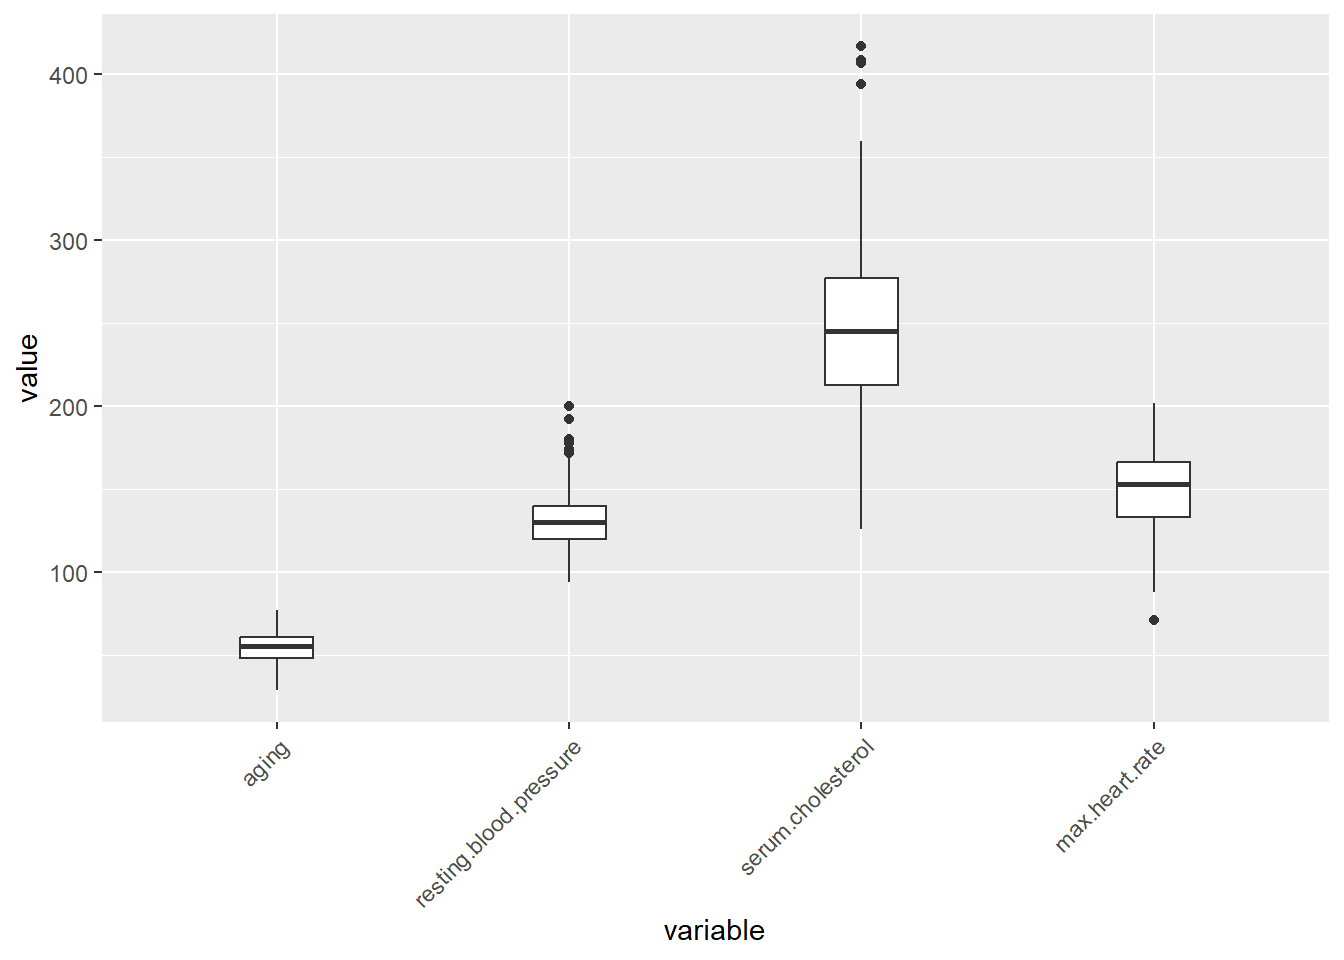 400
300
200
100
value
aging
resting.blood.pressure
serum.cholesterol
max.heart.rate
variable